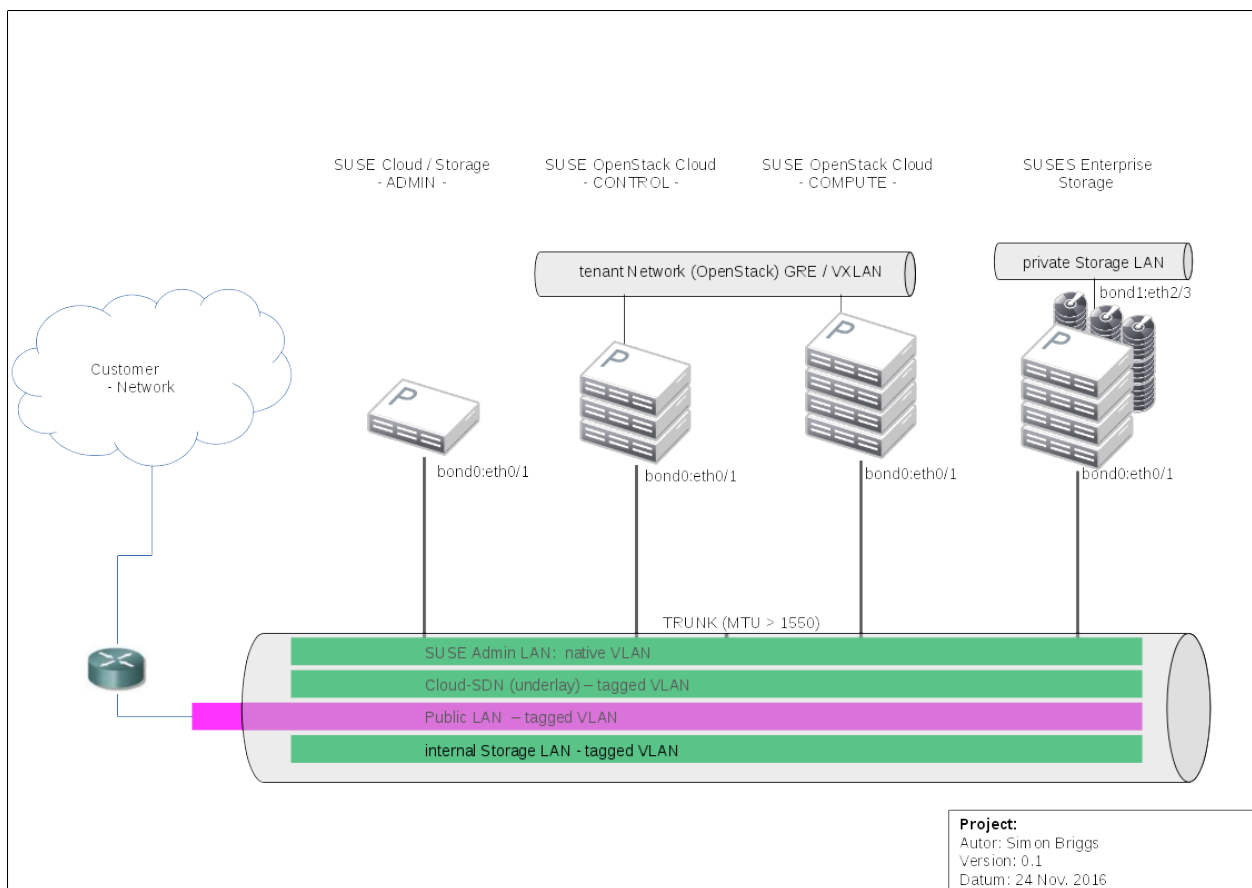 SUSE Cloud / Storage
- ADMIN -
SUSE OpenStack Cloud
- CONTROL -
SUSE OpenStack Cloud
- COMPUTE -
SUSES Enterprise
Storage
tenant Network (OpenStack) GRE / VXLAN
private Storage LAN
bond1:eth2/3
Customer
- Network
P
P
P
P
bond0:eth0/1
bond0:eth0/1
bond0:eth0/1
bond0:eth0/1
TRUNK (MTU > 1550)
SUSE Admin LAN: native VLAN
Cloud-SDN (underlay) – tagged VLAN
Public LAN – tagged VLAN
internal Storage LAN - tagged VLAN
Project:
Autor: Simon Briggs
Version: 0.1
Datum: 24 Nov. 2016